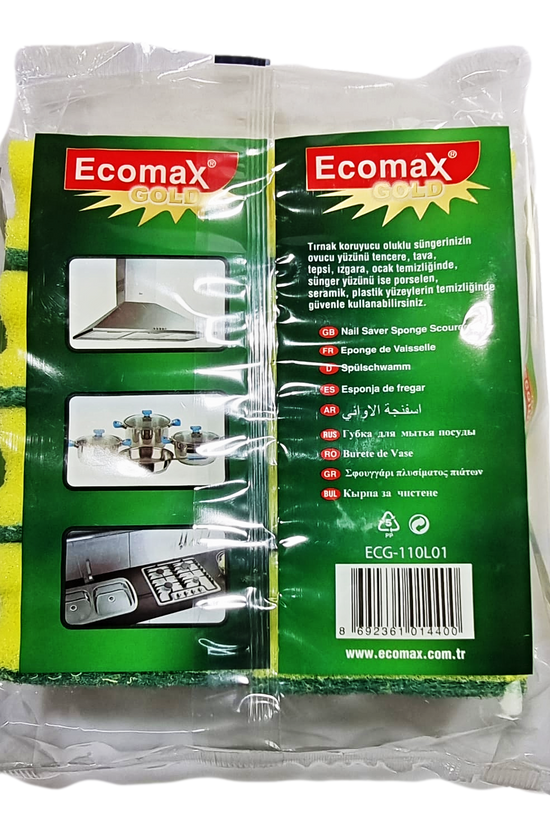 Ecomax®
GOLD
Ecomax®
GOLD
Tırnak koruyucu oluklu süngerinizin
ovucu yüzünü tencere, tava,
tepsi, ızgara, ocak temizliğinde,
sünger yüzünü ise porselen,
seramik, plastik yüzeylerin temizliğinde
güvenle kullanabilirsiniz.
GB Nail Saver Sponge
FR Eponge de Vaisselle
D Spülschwamm
ES Esponja de fregar
AR اسفنجة الاواني
RUS Губка для мытья посуды
RO Burete de Vase
GR Σφουγγάρι πλυσίματος πιάτων
BUL Кърпа за чистене
5
PP
ECG-110L01
8 692361 014400
www.ecomax.com.tr